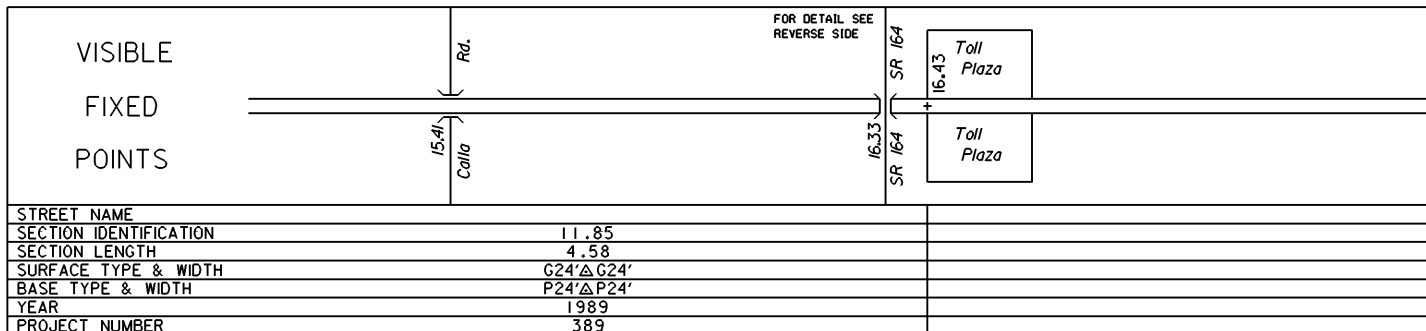 VISIBLE
FIXED
POINTS
Rd.
15.41
Calla
FOR DETAIL SEE
REVERSE SIDE
SR 164
16.33
SR 164
16.43
Toll
Plaza
Toll
Plaza
STREET NAME
SECTION IDENTIFICATION 11.85
SECTION LENGTH 4.58
SURFACE TYPE & WIDTH G24'△G24'
BASE TYPE & WIDTH P24'△P24'
YEAR 1989
PROJECT NUMBER 389